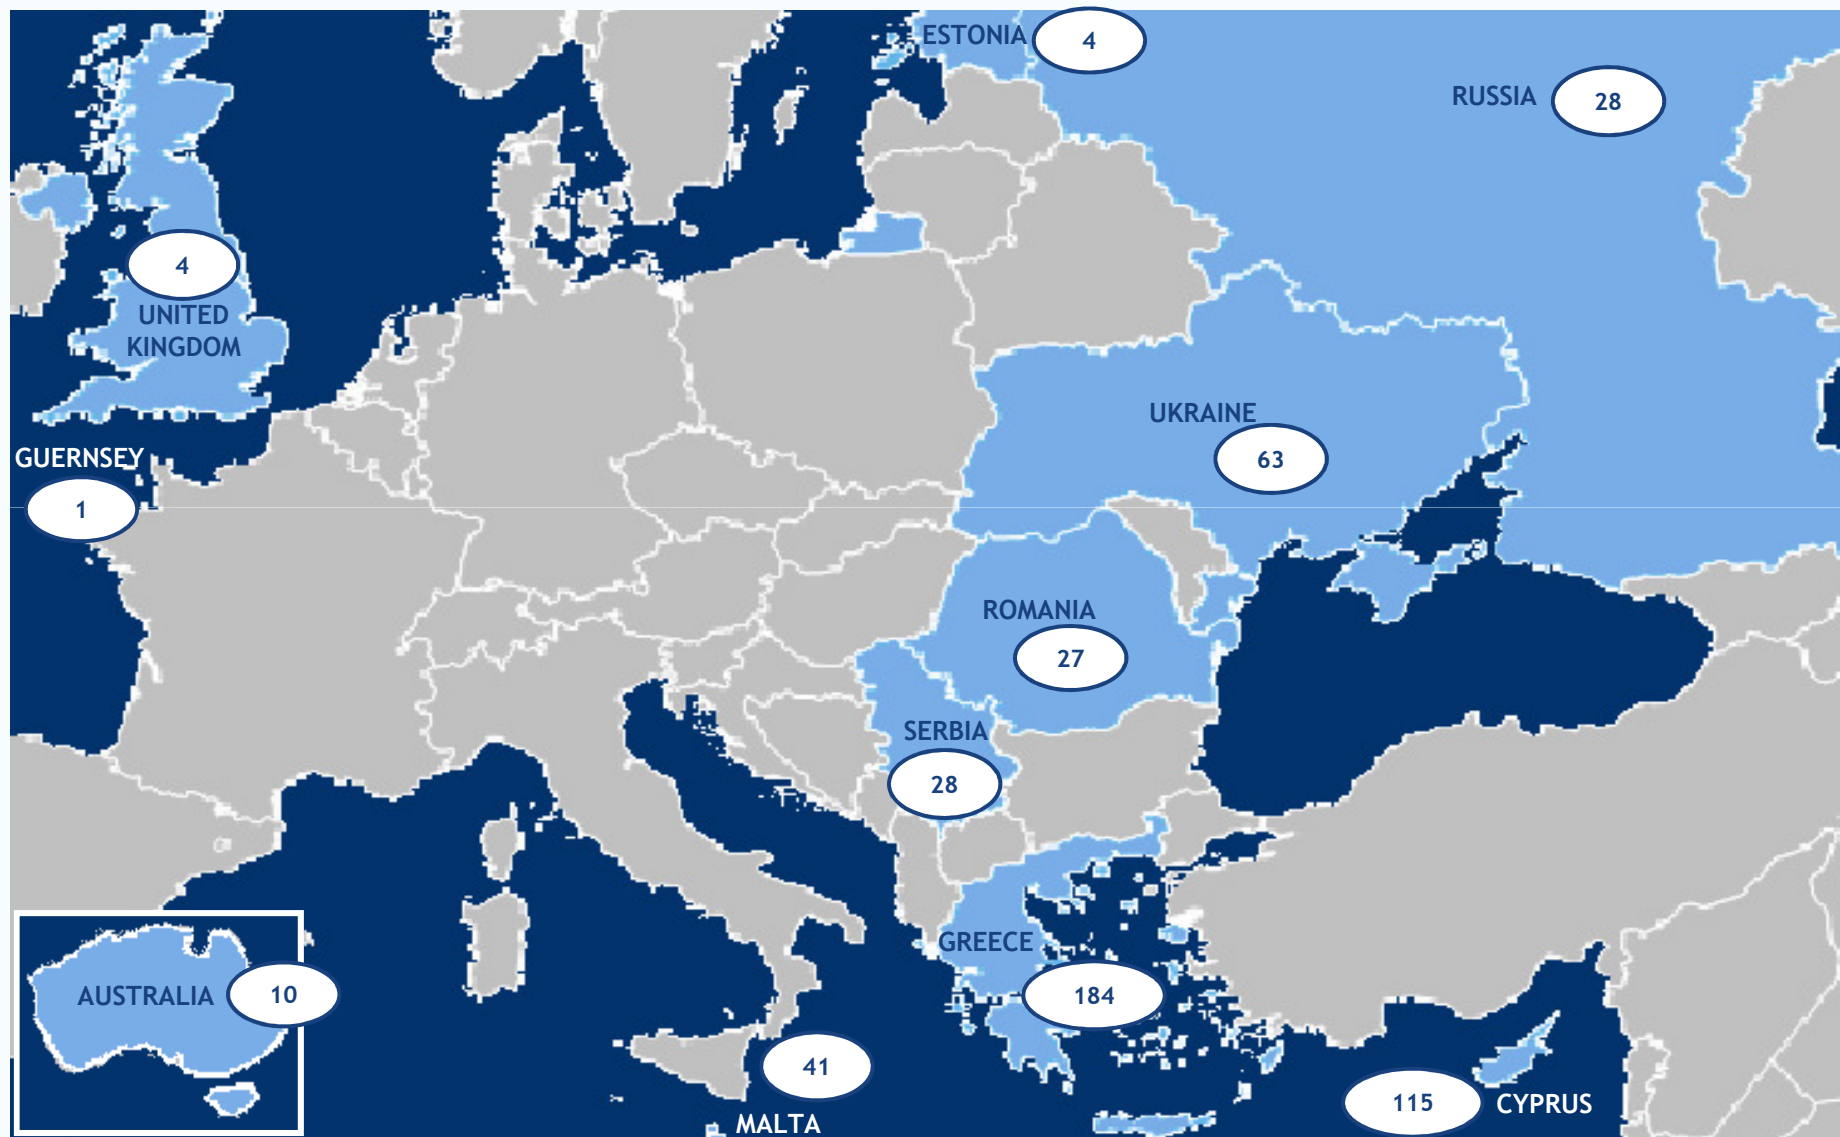 ESTONIA
4
RUSSIA
28
4
UNITED
KINGDOM
UKRAINE
63
GUERNSEY
1
ROMANIA
27
SERBIA
28
GREECE
184
AUSTRALIA
10
41
MALTA
115
CYPRUS